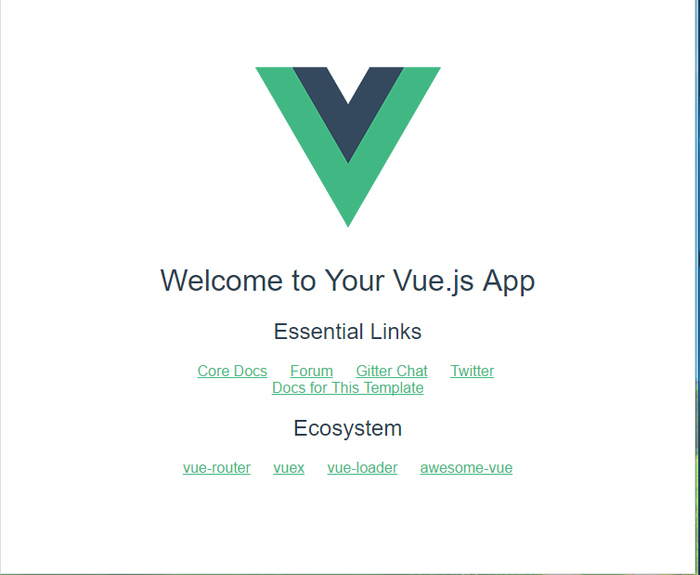 Welcome to Your Vue.js App
Essential Links
Core Docs Forum Gitter Chat Twitter
Docs for This Template
Ecosystem
vue-router vuex vue-loader awesome-vue